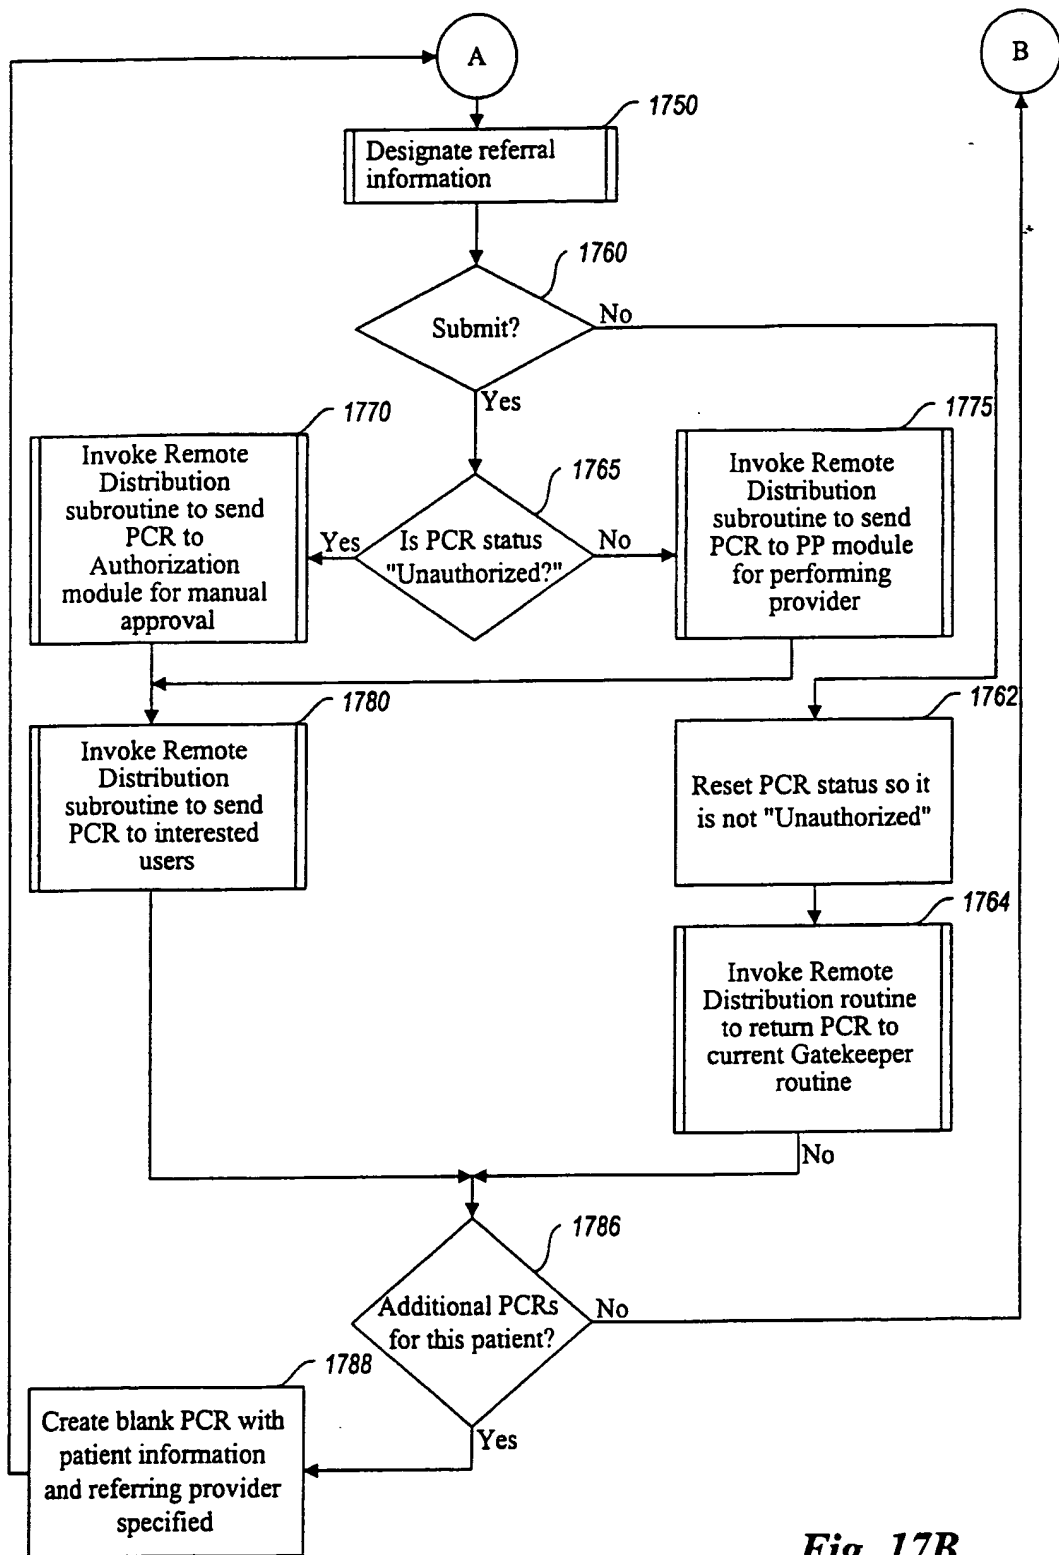 A
B
1750
Designate referral
information
1760
Submit?
No
Yes
1770
Invoke Remote
Distribution
subroutine to send
PCR to
Authorization
module for manual
approval
1765
Yes
Is PCR status
"Unauthorized?"
No
1775
Invoke Remote
Distribution
subroutine to send
PCR to PP module
for performing
provider
1780
Invoke Remote
Distribution
subroutine to send
PCR to interested
users
1762
Reset PCR status so it
is not "Unauthorized"
1764
Invoke Remote
Distribution routine
to return PCR to
current Gatekeeper
routine
No
1786
Additional PCRs
for this patient?
No
Yes
1788
Create blank PCR with
patient information
and referring provider
specified
Fig. 17B